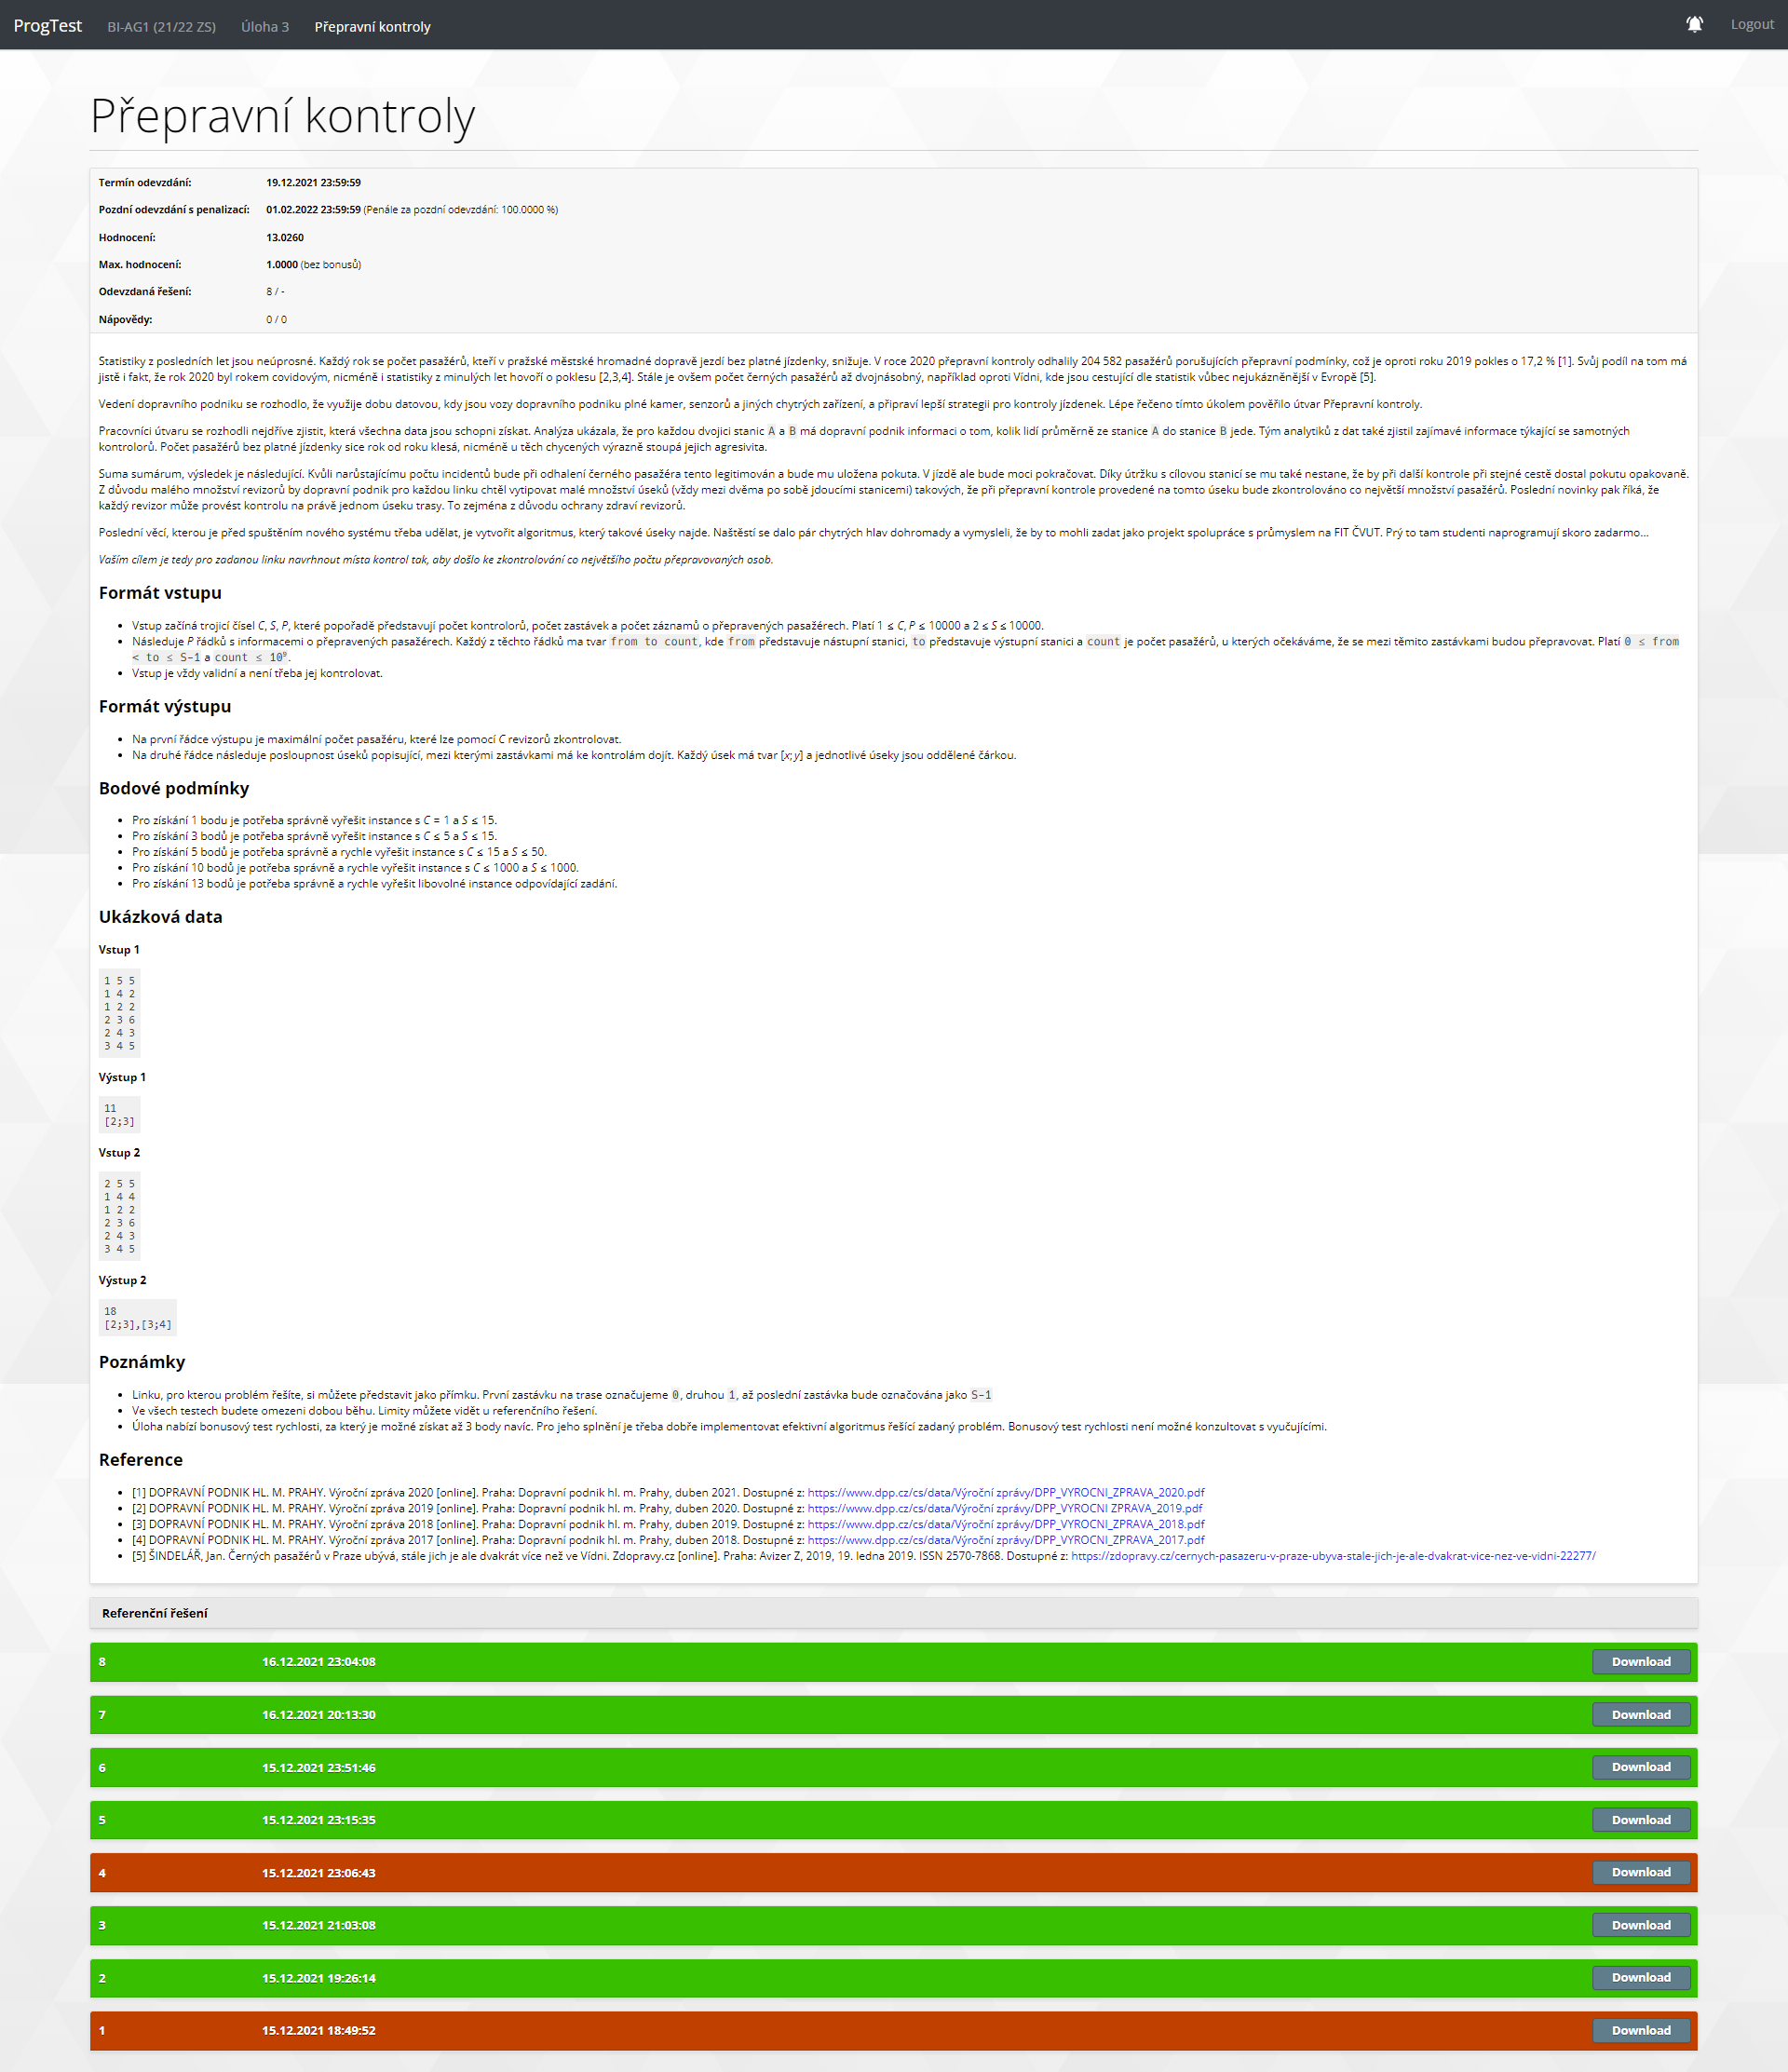 ProgTest BI-AG1 (21/22 ZS) Úloha 3 Přepravní kontroly Logout
Přepravní kontroly
Termín odevzdání: 19.12.2021 23:59:59
Pozdní odevzdání s penalizací: 01.02.2022 23:59:59 (Penále za pozdní odevzdání: 100.0000 %)
Hodnocení: 13.0260
Max. hodnocení: 1.0000 (bez bonusů)
Odevzdaná řešení: 8 / -
Nápovědy: 0 / 0
Statistiky z posledních let jsou neúprosné. Každý rok se počet pasažérů, kteří v pražské městské hromadné dopravě jezdí bez platné jízdenky, snižuje. V roce 2020 přepravní kontroly odhalily 204 582 pasažérů porušujících přepravní podmínky, což je oproti roku 2019 pokles o 17,2 % [1]. Svůj podíl na tom má
jistě i fakt, že rok 2020 byl rokem covidovým, nicméně i statistiky z minulých let hovoří o poklesu [2,3,4]. Stále je ovšem počet černých pasažérů až dvojnásobný, například oproti Vídni, kde jsou cestující dle statistik vůbec nejukázněnější v Evropě [5].
Vedení dopravního podniku se rozhodlo, že využije dobu datovou, kdy jsou vozy dopravního podniku plné kamer, senzorů a jiných chytrých zařízení, a připraví lepší strategii pro kontroly jízdenek. Lépe řečeno tímto úkolem pověřilo útvar Přepravní kontroly.
Pracovníci útvaru se rozhodli nejdříve zjistit, která všechna data jsou schopni získat. Analýza ukázala, že pro každou dvojici stanic A a B má dopravní podnik informaci o tom, kolik lidí průměrně ze stanice A do stanice B jede. Tým analytiků z dat také zjistil zajímavé informace týkající se samotných
kontrolorů. Počet pasažérů bez platné jízdenky sice rok od roku klesá, nicméně u těch chycených výrazně stoupá jejich agresivita.
Suma sumárum, výsledek je následující. Kvůli narůstajícímu počtu incidentů bude při odhalení černého pasažéra tento legitimován a bude mu uložena pokuta. V jízdě ale bude moci pokračovat. Díky útržku s cílovou stanicí se mu také nestane, že by při další kontrole při stejné cestě dostal pokutu opakovaně.
Z důvodu malého množství revizorů by dopravní podnik pro každou linku chtěl vytipovat malé množství úseků (vždy mezi dvěma po sobě jdoucími stanicemi) takových, že při přepravní kontrole provedené na tomto úseku bude zkontrolováno co největší množství pasažérů. Poslední novinky pak říká, že
každý revizor může provést kontrolu na právě jednom úseku trasy. To zejména z důvodu ochrany zdraví revizorů.
Poslední věcí, kterou je před spuštěním nového systému třeba udělat, je vytvořit algoritmus, který takové úseky najde. Naštěstí se dalo pár chytrých hlav dohromady a vymysleli, že by to mohli zadat jako projekt spolupráce s průmyslem na FIT ČVUT. Prý to tam studenti naprogramují skoro zadarmo…
Vaším cílem je tedy pro zadanou linku navrhnout místa kontrol tak, aby došlo ke zkontrolování co největšího počtu přepravovaných osob.
Formát vstupu
• Vstup začíná trojicí čísel C, S, P, které popořadě představují počet kontrolorů, počet zastávek a počet záznamů o přepravených pasažérech. Platí 1 ≤ C, P ≤ 10000 a 2 ≤ S ≤ 10000.
• Následuje P řádků s informacemi o přepravených pasažérech. Každý z těchto řádků ma tvar from to count, kde from představuje nástupní stanici, to představuje výstupní stanici a count je počet pasažérů, u kterých očekáváme, že se mezi těmito zastávkami budou přepravovat. Platí 0 ≤ from
< to ≤ S-1 a count ≤ 10⁹.
• Vstup je vždy validní a není třeba jej kontrolovat.
Formát výstupu
• Na první řádce výstupu je maximální počet pasažéru, které lze pomocí C revizorů zkontrolovat.
• Na druhé řádce následuje posloupnost úseků popisující, mezi kterými zastávkami má ke kontrolám dojít. Každý úsek má tvar [x; y] a jednotlivé úseky jsou oddělené čárkou.
Bodové podmínky
• Pro získání 1 bodu je potřeba správně vyřešit instance s C = 1 a S ≤ 15.
• Pro získání 3 bodů je potřeba správně vyřešit instance s C ≤ 5 a S ≤ 15.
• Pro získání 5 bodů je potřeba správně a rychle vyřešit instance s C ≤ 15 a S ≤ 50.
• Pro získání 10 bodů je potřeba správně a rychle vyřešit instance s C ≤ 1000 a S ≤ 1000.
• Pro získání 13 bodů je potřeba správně a rychle vyřešit libovolné instance odpovídající zadání.
Ukázková data
Vstup 1
1 5 5
1 4 2
1 2 2
2 3 6
2 4 3
3 4 5
Výstup 1
11
[2;3]
Vstup 2
2 5 5
1 4 4
1 2 2
2 3 6
2 4 3
3 4 5
Výstup 2
18
[2;3],[3;4]
Poznámky
• Linku, pro kterou problém řešíte, si můžete představit jako přímku. První zastávku na trase označujeme 0, druhou 1, až poslední zastávka bude označována jako S-1
• Ve všech testech budete omezeni dobou běhu. Limity můžete vidět u referenčního řešení.
• Úloha nabízí bonusový test rychlosti, za který je možné získat až 3 body navíc. Pro jeho splnění je třeba dobře implementovat efektivní algoritmus řešící zadaný problém. Bonusový test rychlosti není možné konzultovat s vyučujícími.
Reference
• [1] DOPRAVNÍ PODNIK HL. M. PRAHY. Výroční zpráva 2020 [online]. Praha: Dopravní podnik hl. m. Prahy, duben 2021. Dostupné z: https://www.dpp.cz/cs/data/Výroční zprávy/DPP_VYROCNI_ZPRAVA_2020.pdf
• [2] DOPRAVNÍ PODNIK HL. M. PRAHY. Výroční zpráva 2019 [online]. Praha: Dopravní podnik hl. m. Prahy, duben 2020. Dostupné z: https://www.dpp.cz/cs/data/Výroční zprávy/DPP_VYROCNI ZPRAVA_2019.pdf
• [3] DOPRAVNÍ PODNIK HL. M. PRAHY. Výroční zpráva 2018 [online]. Praha: Dopravní podnik hl. m. Prahy, duben 2019. Dostupné z: https://www.dpp.cz/cs/data/Výroční zprávy/DPP_VYROCNI_ZPRAVA_2018.pdf
• [4] DOPRAVNÍ PODNIK HL. M. PRAHY. Výroční zpráva 2017 [online]. Praha: Dopravní podnik hl. m. Prahy, duben 2018. Dostupné z: https://www.dpp.cz/cs/data/Výroční zprávy/DPP_VYROCNI_ZPRAVA_2017.pdf
• [5] ŠINDELÁŘ, Jan. Černých pasažérů v Praze ubývá, stále jich je ale dvakrát více než ve Vídni. Zdopravy.cz [online]. Praha: Avizer Z, 2019, 19. ledna 2019. ISSN 2570-7868. Dostupné z: https://zdopravy.cz/cernych-pasazeru-v-praze-ubyva-stale-jich-je-ale-dvakrat-vice-nez-ve-vidni-22277/
Referenční řešení
8 16.12.2021 23:04:08 Download
7 16.12.2021 20:13:30 Download
6 15.12.2021 23:51:46 Download
5 15.12.2021 23:15:35 Download
4 15.12.2021 23:06:43 Download
3 15.12.2021 21:03:08 Download
2 15.12.2021 19:26:14 Download
1 15.12.2021 18:49:52 Download